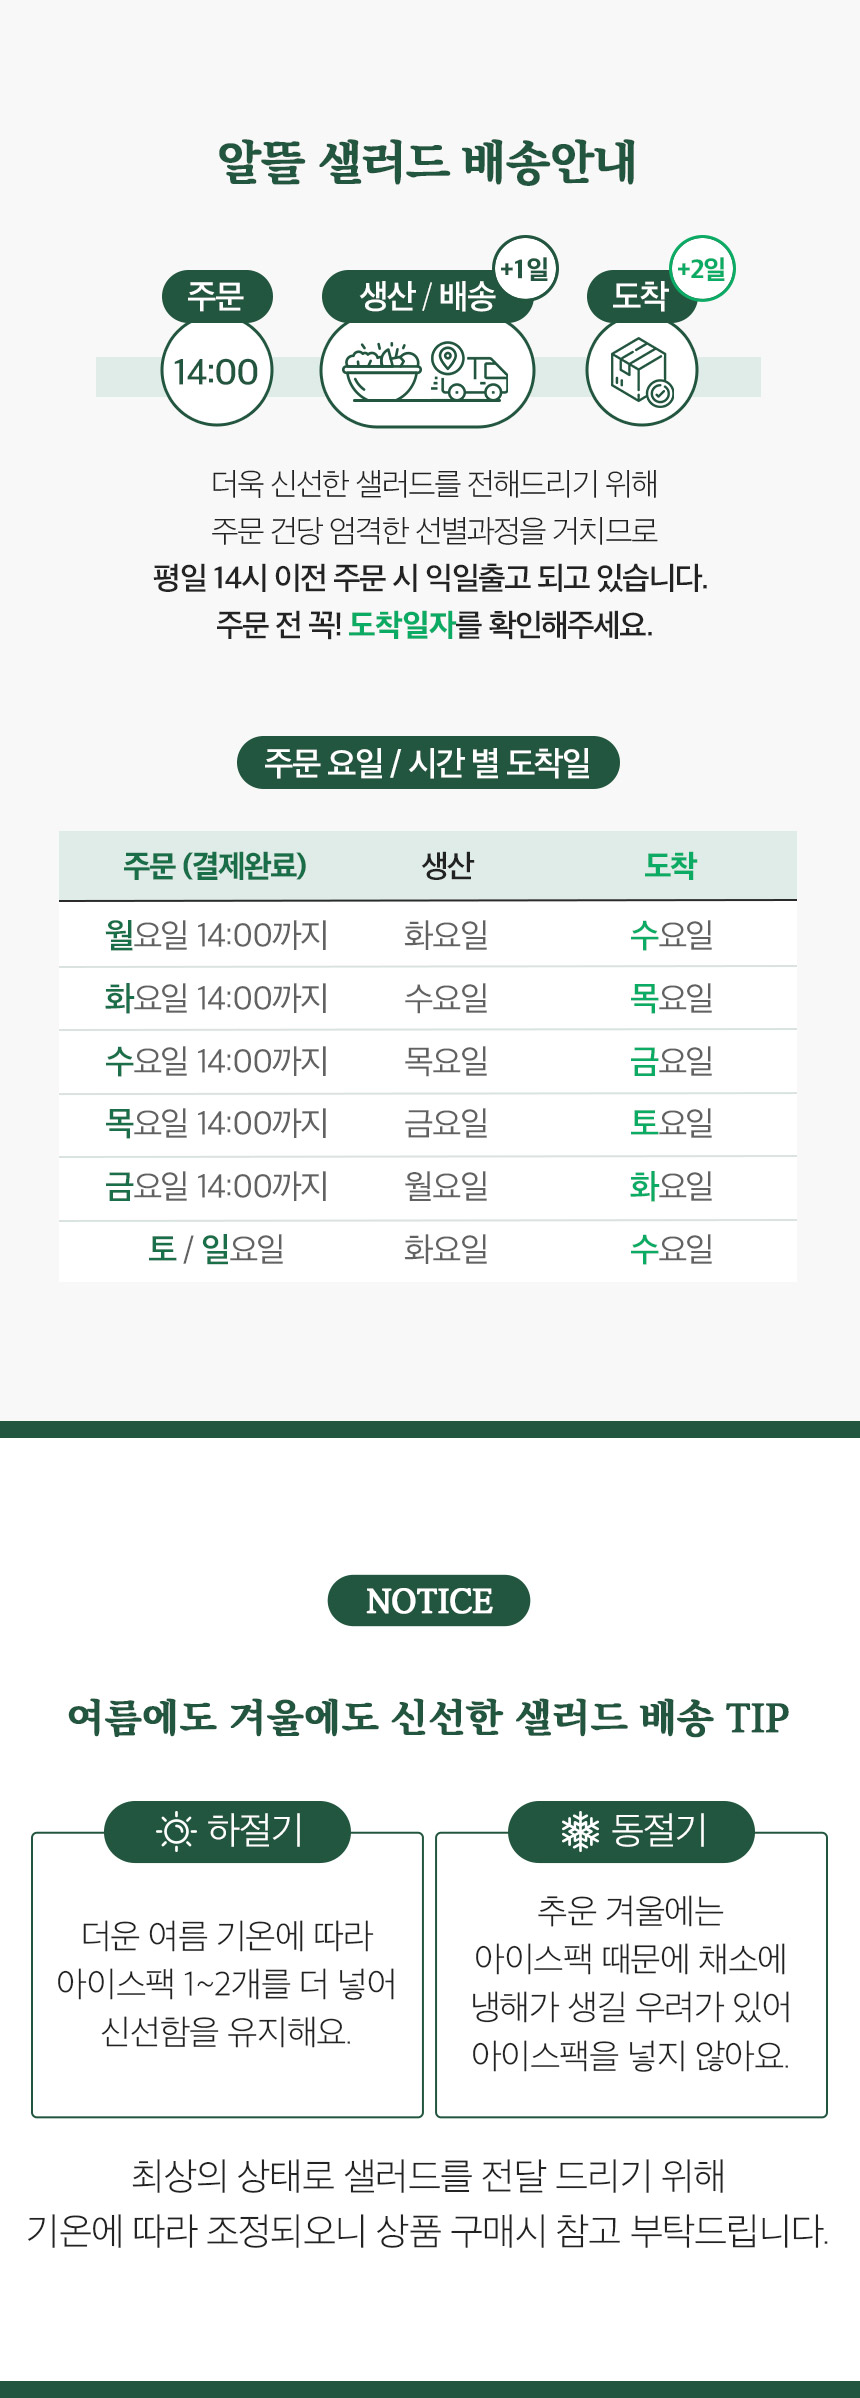 알뜰 샐러드 배송안내
+1일
+2일
주문
생산 / 배송
도착
14:00
더욱 신선한 샐러드를 전해드리기 위해
주문 건당 엄격한 선별과정을 거치므로
평일 14시 이전 주문 시 익일출고 되고 있습니다.
주문 전 꼭! 도착일자를 확인해주세요.
주문 요일 / 시간 별 도착일
주문 (결제완료) 생산 도착
월요일 14:00까지 화요일 수요일
화요일 14:00까지 수요일 목요일
수요일 14:00까지 목요일 금요일
목요일 14:00까지 금요일 토요일
금요일 14:00까지 월요일 화요일
토 / 일요일 화요일 수요일
NOTICE
여름에도 겨울에도 신선한 샐러드 배송 TIP
하절기
더운 여름 기온에 따라
아이스팩 1~2개를 더 넣어
신선함을 유지해요.
동절기
추운 겨울에는
아이스팩 때문에 채소에
냉해가 생길 우려가 있어
아이스팩을 넣지 않아요.
최상의 상태로 샐러드를 전달 드리기 위해
기온에 따라 조정되오니 상품 구매시 참고 부탁드립니다.